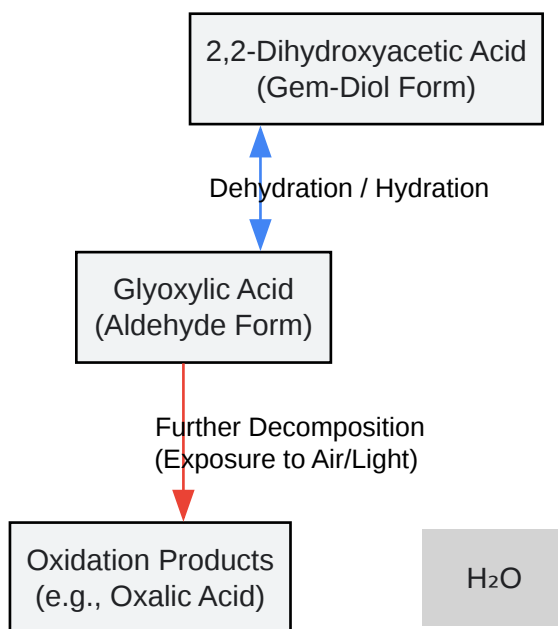 2,2-Dihydroxyacetic Acid
(Gem-Diol Form)
Dehydration / Hydration
Glyoxylic Acid
(Aldehyde Form)
Further Decomposition
(Exposure to Air/Light)
Oxidation Products
(e.g., Oxalic Acid)
H₂O